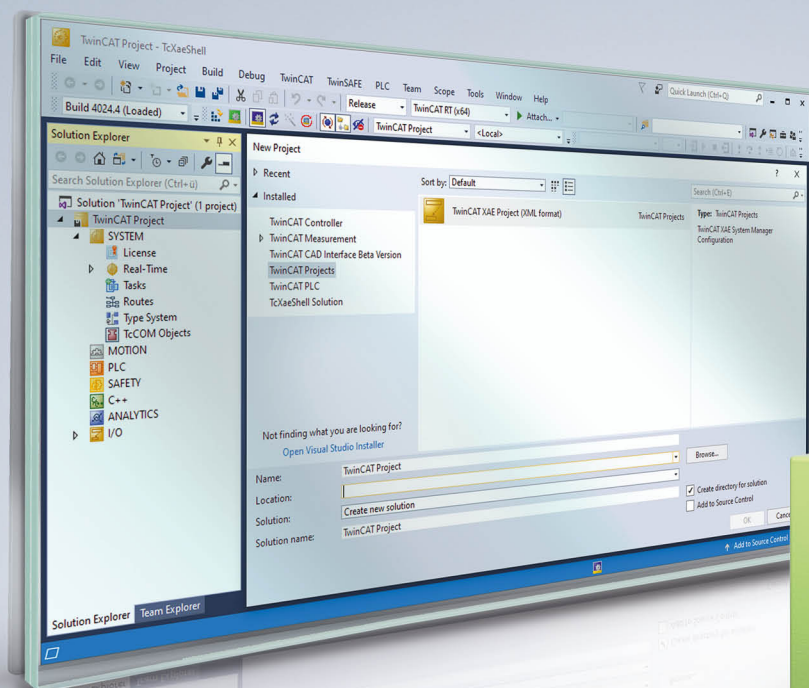 TwinCAT Project - TcXaeShell
File Edit View Project Build Debug TwinCAT TwinSAFE PLC Team Scope Tools Window Help
Quick Launch (Ctrl+Q)
Release TwinCAT RT (x64) Attach...
Build 4024.4 (Loaded) TwinCAT Project <Local>
Solution Explorer
Search Solution Explorer (Ctrl+ü)
Solution 'TwinCAT Project' (1 project)
TwinCAT Project
SYSTEM
License
Real-Time
Tasks
Routes
Type System
TcCOM Objects
MOTION
PLC
SAFETY
C++
ANALYTICS
I/O
Solution Explorer Team Explorer
New Project
? X
Recent
Installed
TwinCAT Controller
TwinCAT Measurement
TwinCAT CAD Interface Beta Version
TwinCAT Projects
TwinCAT PLC
TcXaeShell Solution
Not finding what you are looking for?
Open Visual Studio Installer
Sort by: Default
TwinCAT XAE Project (XML format) TwinCAT Projects
Search (Ctrl+E)
Type: TwinCAT Projects
TwinCAT XAE System Manager
Configuration
Name: TwinCAT Project
Location:
Browse...
Solution: Create new solution
Solution name: TwinCAT Project
Create directory for solution
Add to Source Control
OK Cance
Add to Source Control